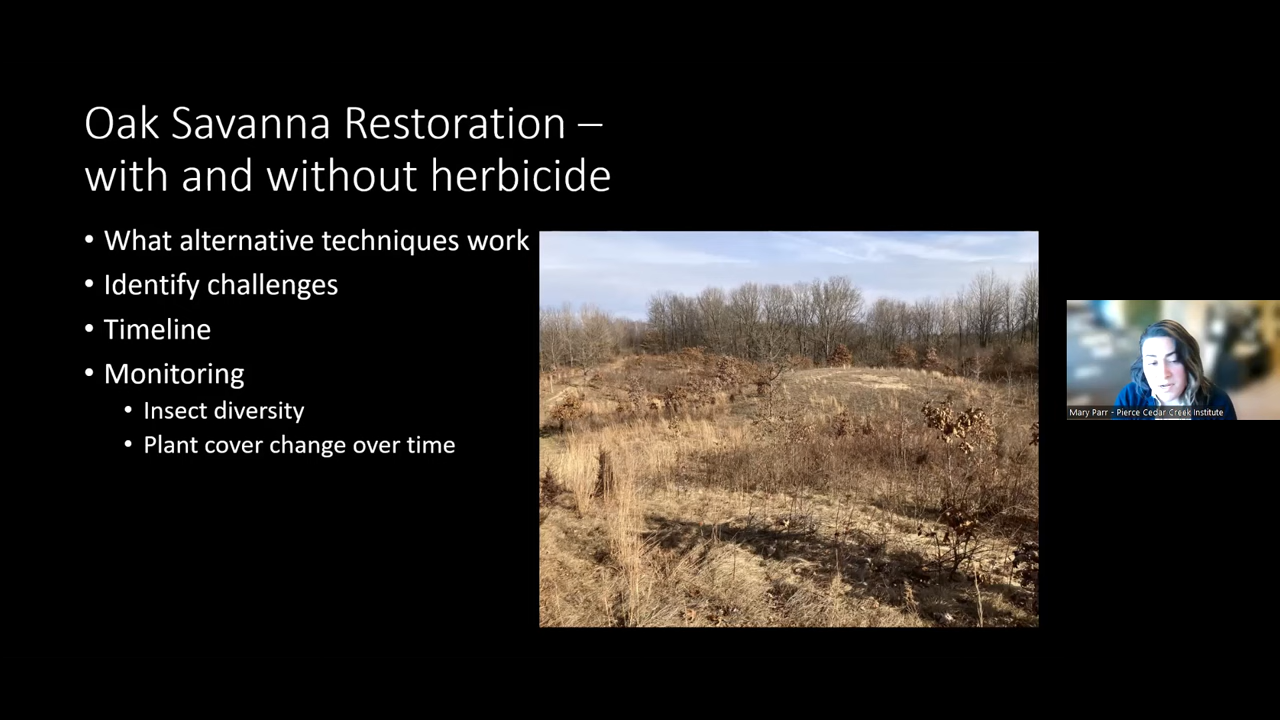 Oak Savanna Restoration –
with and without herbicide
• What alternative techniques work
• Identify challenges
• Timeline
• Monitoring
• Insect diversity
• Plant cover change over time
Mary Parr - Pierce Cedar Creek Institute